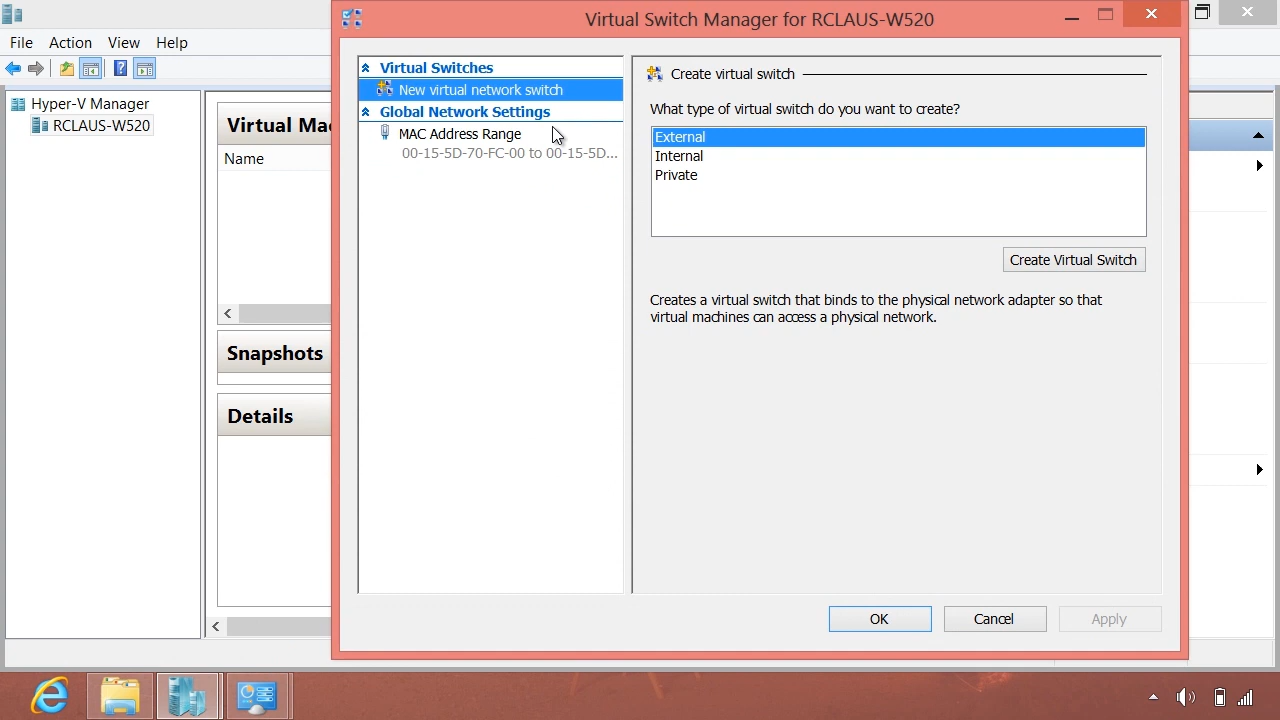 Virtual Switch Manager for RCLAUS-W520
File Action View Help
Hyper-V Manager
RCLAUS-W520
Virtual Ma
Name
Snapshots
Details
Virtual Switches
New virtual network switch
Global Network Settings
MAC Address Range
00-15-5D-70-FC-00 to 00-15-5D...
Create virtual switch
What type of virtual switch do you want to create?
External
Internal
Private
Create Virtual Switch
Creates a virtual switch that binds to the physical network adapter so that
virtual machines can access a physical network.
OK Cancel Apply